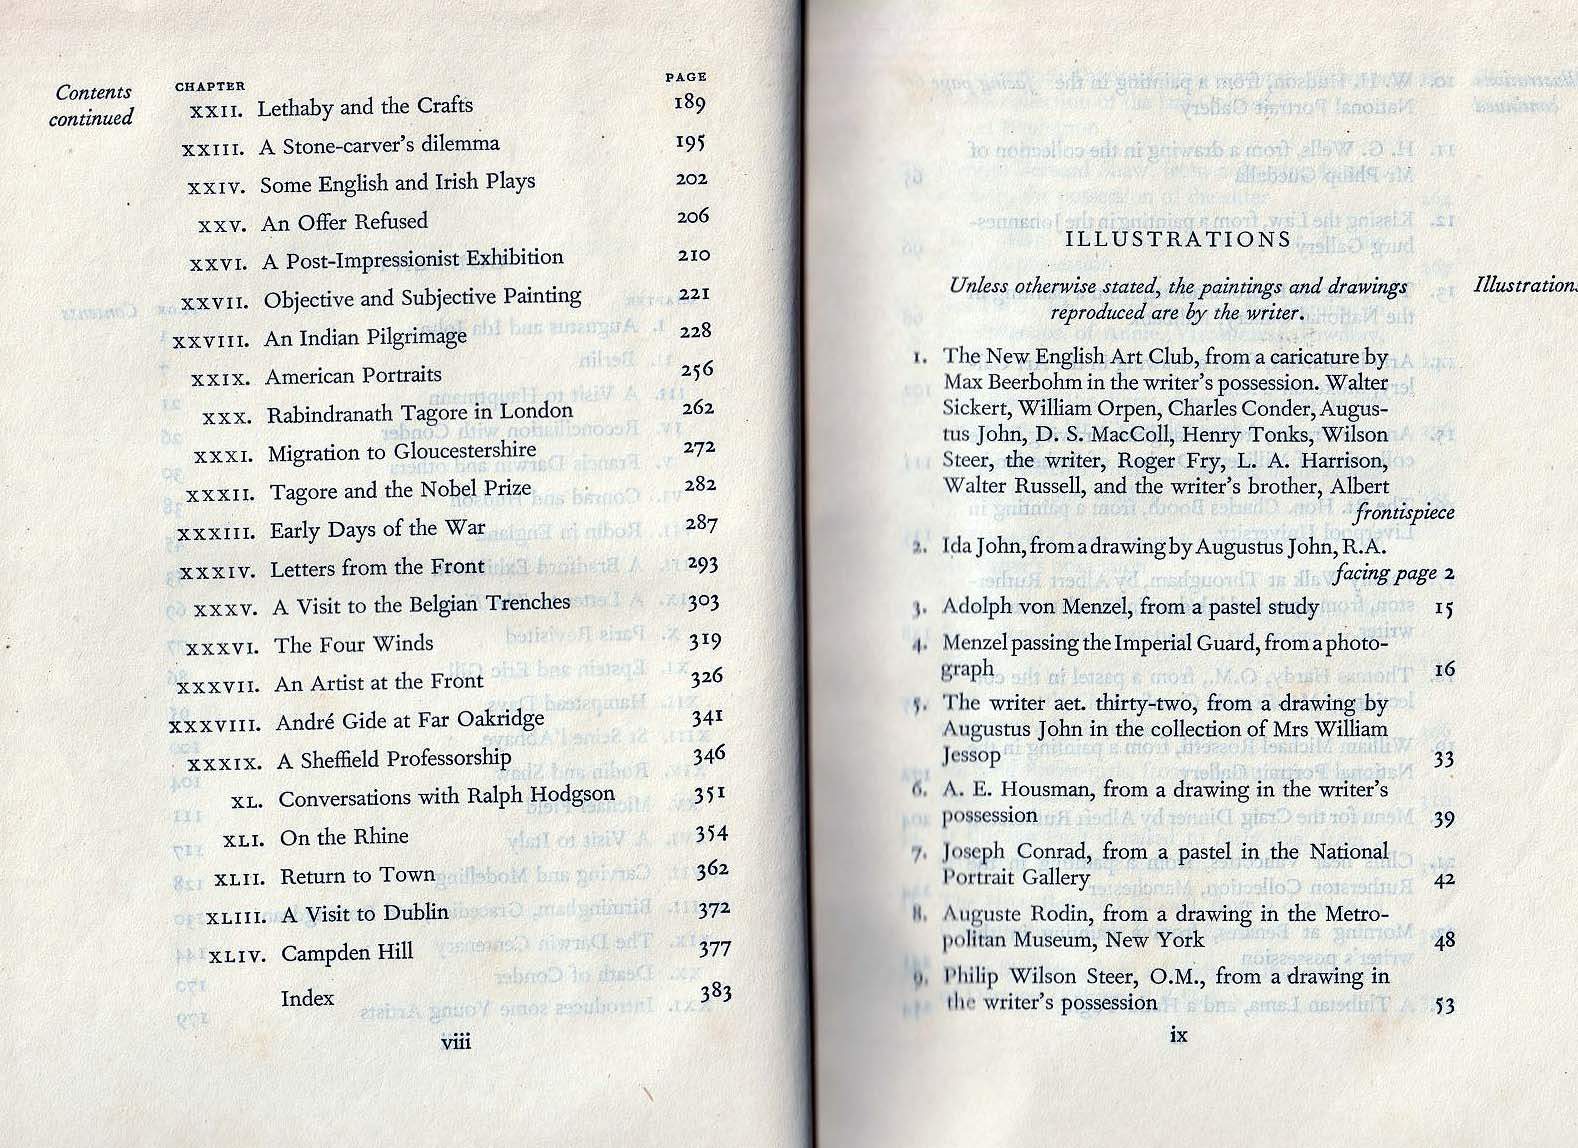 Contents
continued
CHAPTER PAGE
XXII. Lethaby and the Crafts 189
XXIII. A Stone-carver's dilemma 195
XXIV. Some English and Irish Plays 202
XXV. An Offer Refused 206
XXVI. A Post-Impressionist Exhibition 210
XXVII. Objective and Subjective Painting 221
XXVIII. An Indian Pilgrimage 228
XXIX. American Portraits 256
XXX. Rabindranath Tagore in London 262
XXXI. Migration to Gloucestershire 272
XXXII. Tagore and the Nobel Prize 282
XXXIII. Early Days of the War 287
XXXIV. Letters from the Front 293
XXXV. A Visit to the Belgian Trenches 303
XXXVI. The Four Winds 319
XXXVII. An Artist at the Front 326
XXXVIII. André Gide at Far Oakridge 341
XXXIX. A Sheffield Professorship 346
XL. Conversations with Ralph Hodgson 351
XLI. On the Rhine 354
XLII. Return to Town 362
XLIII. A Visit to Dublin 372
XLIV. Campden Hill 377
Index 383
viii
ILLUSTRATIONS
Unless otherwise stated, the paintings and drawings
reproduced are by the writer.
Illustrations
1. The New English Art Club, from a caricature by
Max Beerbohm in the writer's possession. Walter
Sickert, William Orpen, Charles Conder, Augus-
tus John, D. S. MacColl, Henry Tonks, Wilson
Steer, the writer, Roger Fry, L. A. Harrison,
Walter Russell, and the writer's brother, Albert
frontispiece
2. Ida John, from a drawing by Augustus John, R.A.
facing page 2
3. Adolph von Menzel, from a pastel study 15
4. Menzel passing the Imperial Guard, from a photo-
graph 16
5. The writer aet. thirty-two, from a drawing by
Augustus John in the collection of Mrs William
Jessop 33
6. A. E. Housman, from a drawing in the writer's
possession 39
7. Joseph Conrad, from a pastel in the National
Portrait Gallery 42
8. Auguste Rodin, from a drawing in the Metro-
politan Museum, New York 48
9. Philip Wilson Steer, O.M., from a drawing in
the writer's possession 53
ix